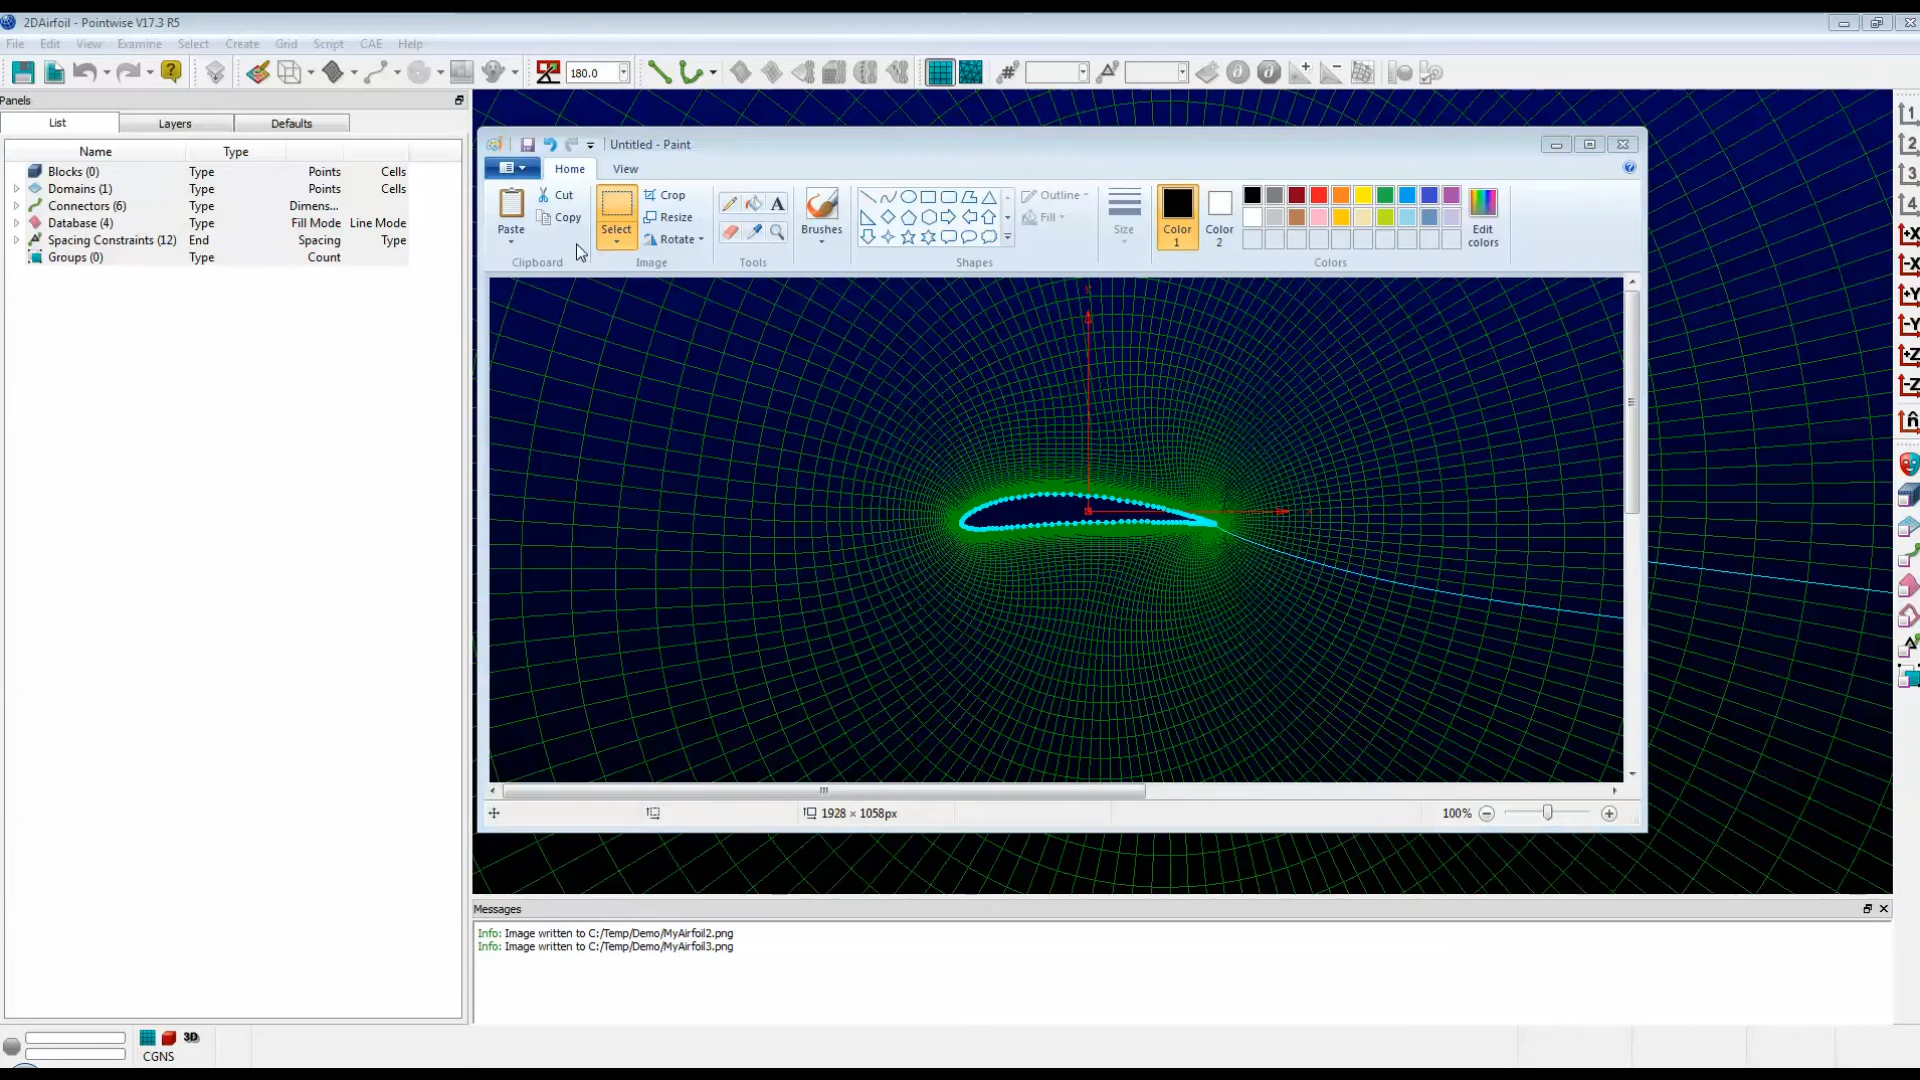 2DAirfoil - Pointwise V17.3 R5
File Edit View Examine Select Create Grid Script CAE Help
180.0
Panels
List Layers Defaults
Name Type
Blocks (0) Type Points Cells
Domains (1) Type Points Cells
Connectors (6) Type Dimens...
Database (4) Type Fill Mode Line Mode
Spacing Constraints (12) End Spacing Type
Groups (0) Type Count
Untitled - Paint
Home View
Paste
Cut
Copy
Clipboard
Select
Crop
Resize
Rotate
Image
A
Tools
Brushes
Shapes
Outline
Fill
Size
Color 1
Color 2
Edit colors
Colors
1928 × 1058px
100%
1
2
3
4
+X
-X
+Y
-Y
+Z
-Z
n̂
Messages
Info: Image written to C:/Temp/Demo/MyAirfoil2.png
Info: Image written to C:/Temp/Demo/MyAirfoil3.png
3D
CGNS